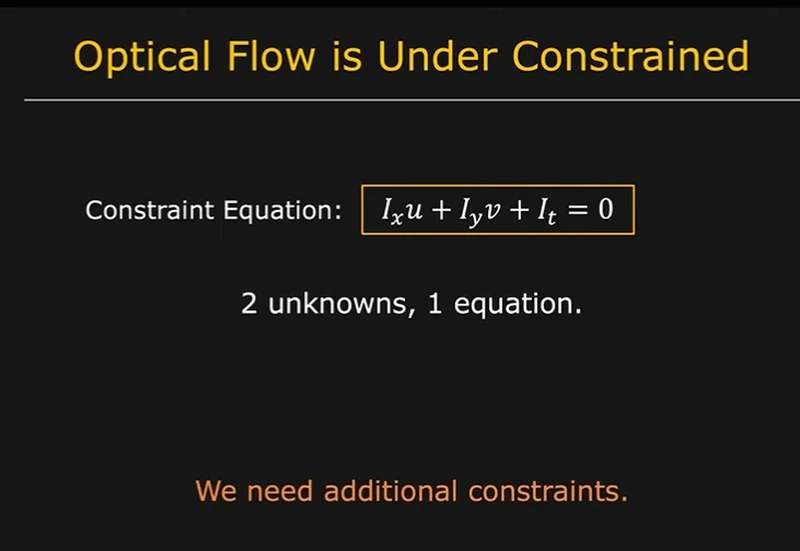 Optical Flow is Under Constrained
Constraint Equation: $I_x u + I_y v + I_t = 0$
2 unknowns, 1 equation.
We need additional constraints.